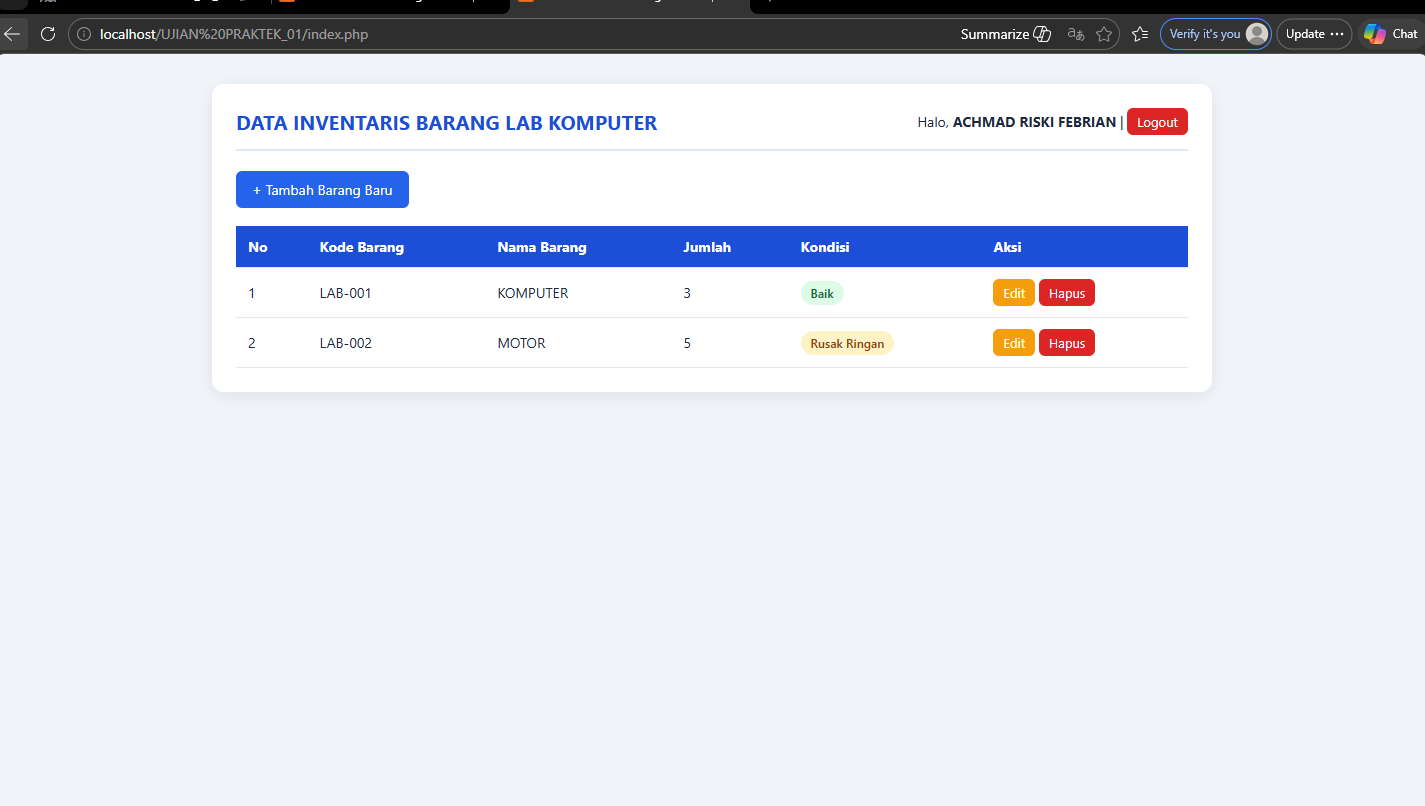 localhost/UJIAN%20PRAKTEK_01/index.php Summarize Verify it's you Update Chat
DATA INVENTARIS BARANG LAB KOMPUTER Halo, ACHMAD RISKI FEBRIAN | Logout
+ Tambah Barang Baru
No Kode Barang Nama Barang Jumlah Kondisi Aksi
1 LAB-001 KOMPUTER 3 Baik Edit Hapus
2 LAB-002 MOTOR 5 Rusak Ringan Edit Hapus